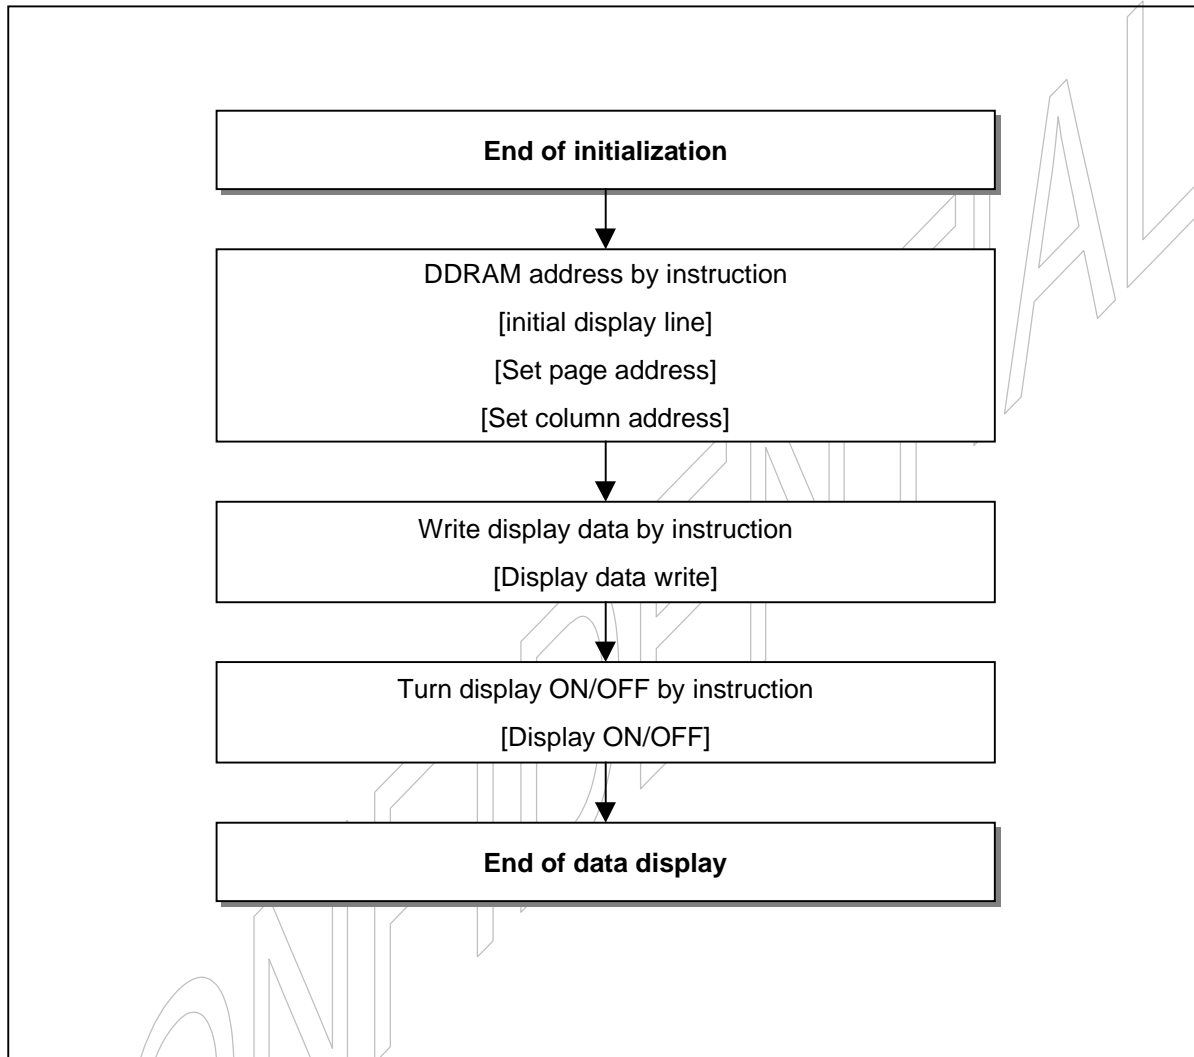 End of initialization
DDRAM address by instruction
[initial display line]
[Set page address]
[Set column address]
Write display data by instruction
[Display data write]
Turn display ON/OFF by instruction
[Display ON/OFF]
End of data display